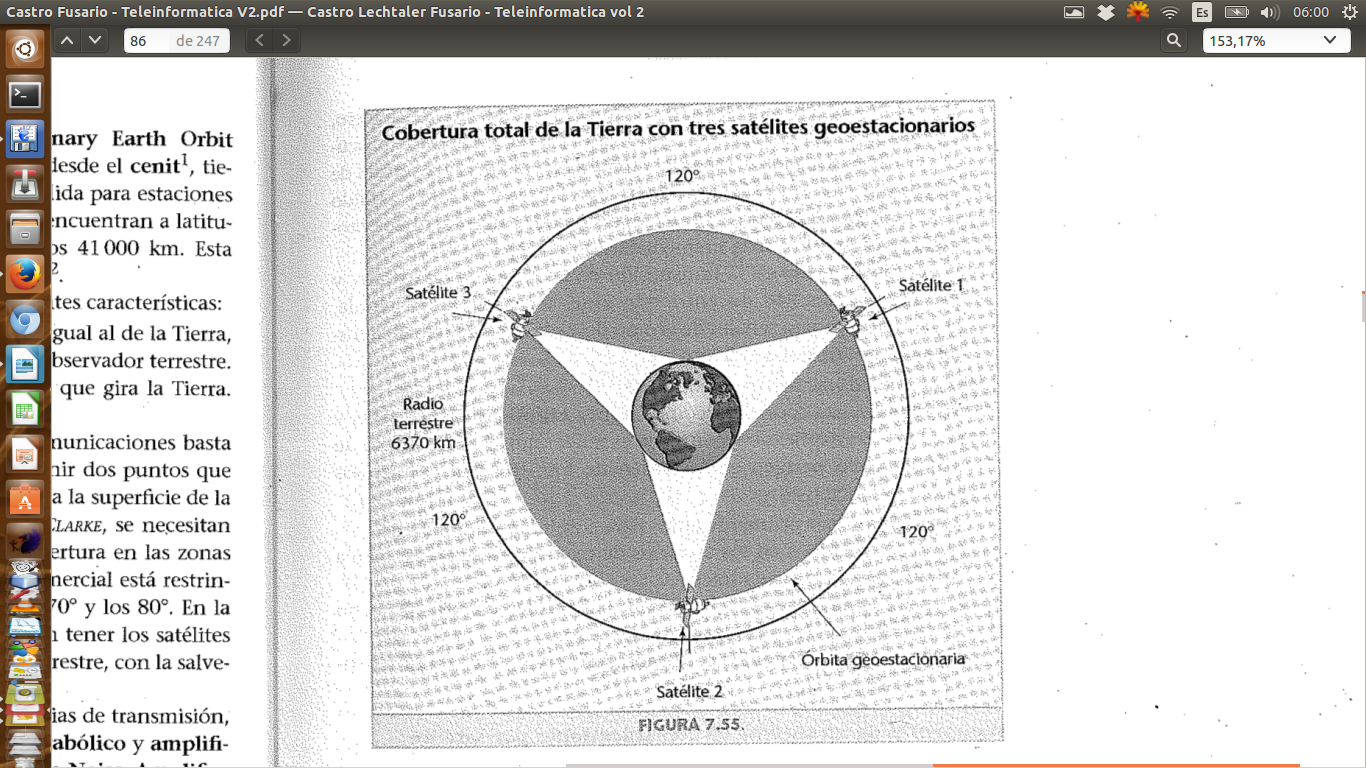 Castro Fusario - Teleinformatica V2.pdf — Castro Lechtaler Fusario - Teleinformatica vol 2
Es
06:00
86
de 247
153,17%
nary Earth Orbit
desde el cenit¹, tie-
ida para estaciones
encuentran a latitu-
os 41 000 km. Esta
².
tes características:
gual al de la Tierra,
bservador terrestre.
que gira la Tierra.
municaciones basta
nir dos puntos que
a la superficie de la
CLARKE, se necesitan
ertura en las zonas
mercial está restrin-
70° y los 80°. En la
n tener los satélites
restre, con la salve-
ias de transmisión,
abólico y amplifi-
Cobertura total de la Tierra con tres satélites geoestacionarios
120°
Satélite 3
Satélite 1
Radio
terrestre
6370 km
120°
120°
Órbita geoestacionaria
Satélite 2
FIGURA 7.55